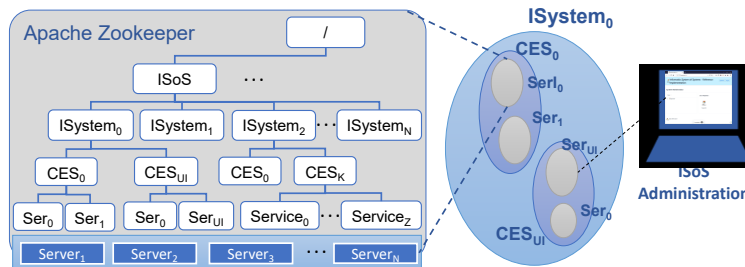 Apache Zookeeper
/
ISoS
...
ISystem₀ ISystem₁ ISystem₂ ... ISystemN
CES₀ CESUI CES₀ CESK
Ser₀ Ser₁ Ser₀ SerUI Service₀ ... ServiceZ
Server₁ Server₂ Server₃ ... ServerN
ISystem₀
CES₀
SerI₀
Ser₁
SerUI
Ser₀
CESUI
ISoS
Administration